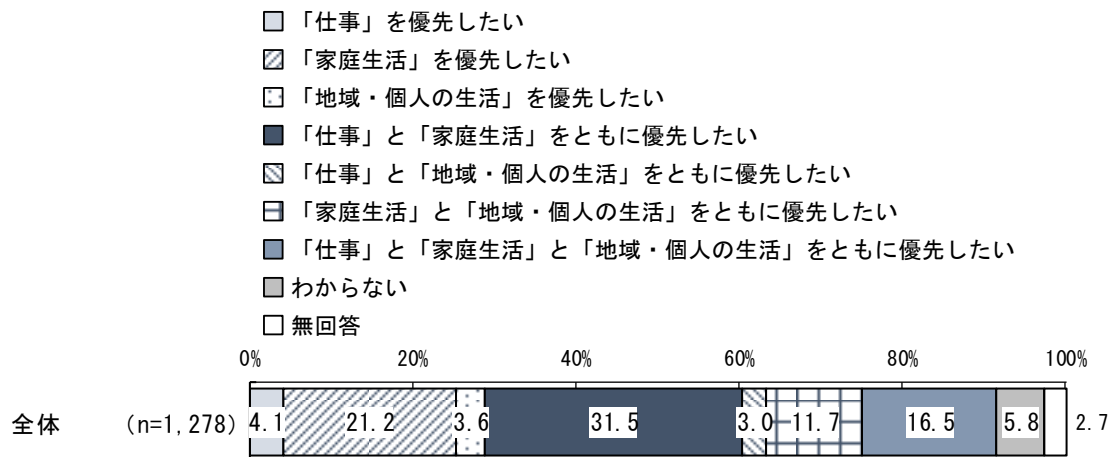 「仕事」を優先したい
「家庭生活」を優先したい
「地域・個人の生活」を優先したい
「仕事」と「家庭生活」をともに優先したい
「仕事」と「地域・個人の生活」をともに優先したい
「家庭生活」と「地域・個人の生活」をともに優先したい
「仕事」と「家庭生活」と「地域・個人の生活」をともに優先したい
わからない
無回答
0% 20% 40% 60% 80% 100%
全体 (n=1,278) 4.1 21.2 3.6 31.5 3.0 11.7 16.5 5.8 2.7